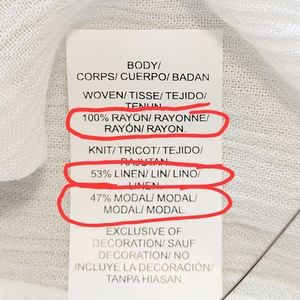 BODY/
CORPS/ CUERPO/ BADAN
WOVEN/ TISSE/ TEJIDO/
TENUN
100% RAYON/ RAYONNE/
RAYÓN/ RAYON.
KNIT/ TRICOT/ TEJIDO/
RAJUTAN.
53% LINEN/ LIN/ LINO/
LINEN
47% MODAL/ MODAL/
MODAL/ MODAL.
EXCLUSIVE OF
DECORATION/ SAUF
DECORATION/ NO
INCLUYE LA DECORACIÓN/
TANPA HIASAN.